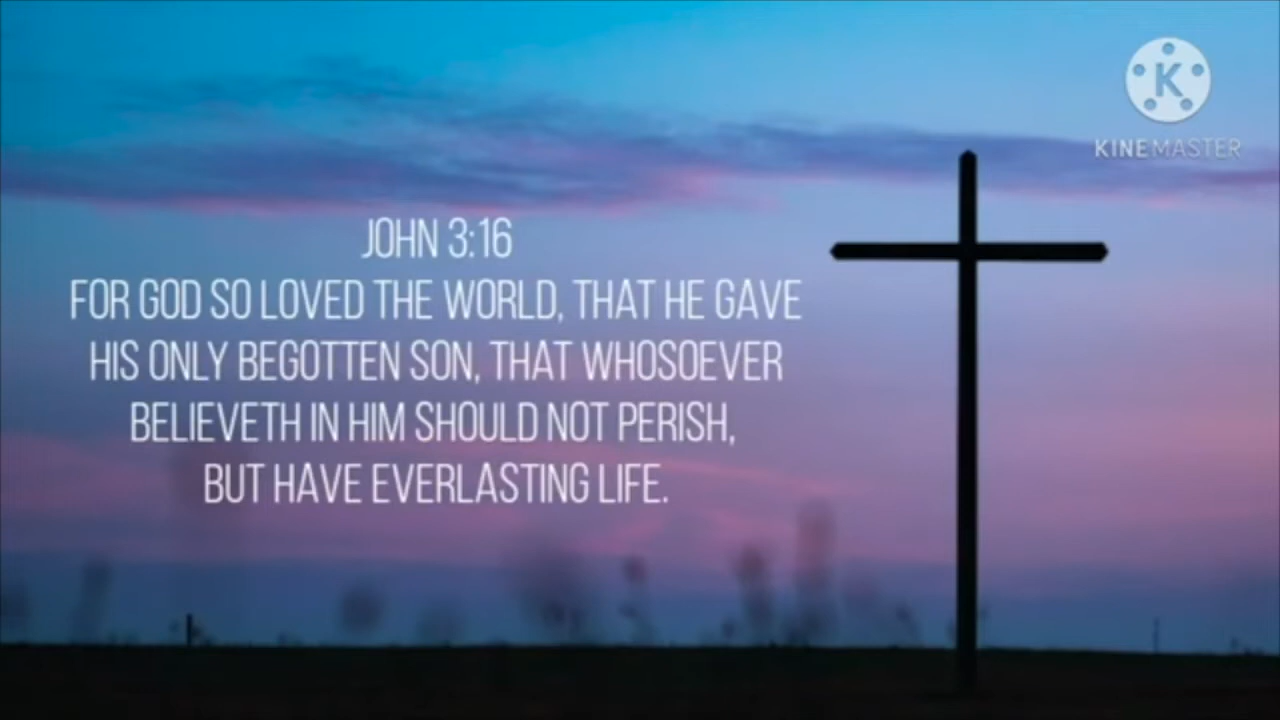 K
KINEMASTER
JOHN 3:16
FOR GOD SO LOVED THE WORLD, THAT HE GAVE
HIS ONLY BEGOTTEN SON, THAT WHOSOEVER
BELIEVETH IN HIM SHOULD NOT PERISH,
BUT HAVE EVERLASTING LIFE.